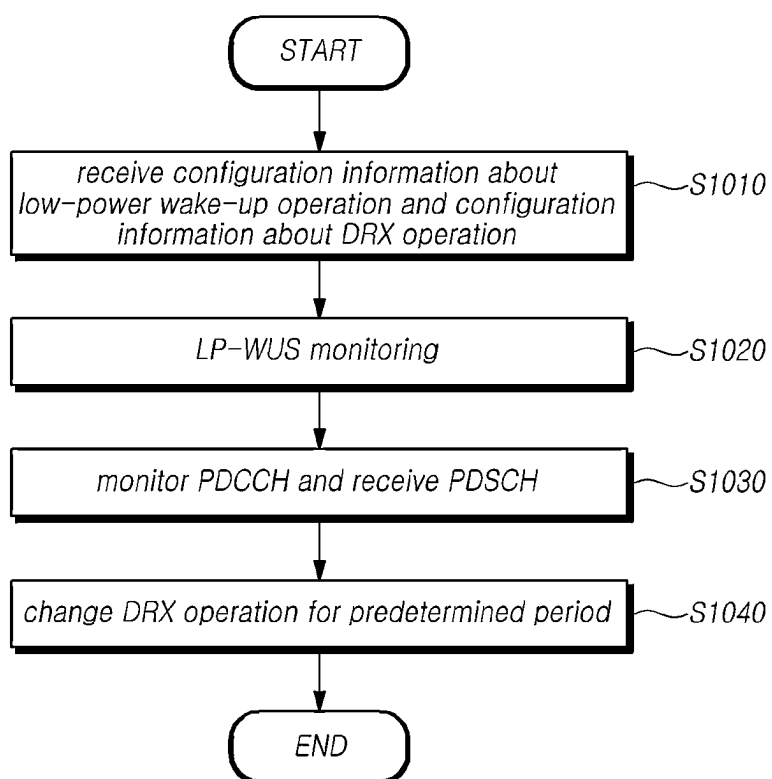 START
receive configuration information about
low-power wake-up operation and configuration
information about DRX operation
S1010
LP-WUS monitoring
S1020
monitor PDCCH and receive PDSCH
S1030
change DRX operation for predetermined period
S1040
END